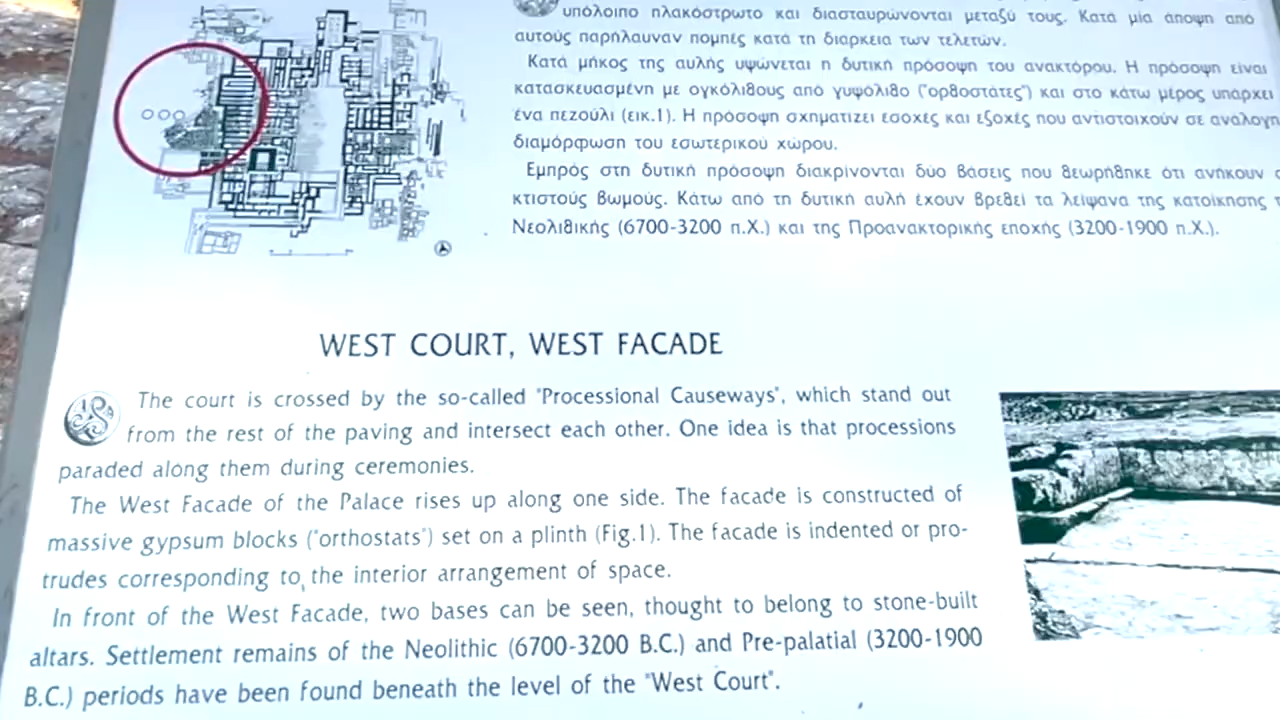 υπόλοιπο πλακόστρωτο και διασταυρώνονται μεταξύ τους. Κατά μία άποψη από
αυτούς παρήλαυναν πομπές κατά τη διάρκεια των τελετών.
Κατά μήκος της αυλής υψώνεται η δυτική πρόσοψη του ανακτόρου. Η πρόσοψη είναι
κατασκευασμένη με ογκόλιθους από γυψόλιθο ("ορθοστάτες") και στο κάτω μέρος υπάρχει
ένα πεζούλι (εικ.1). Η πρόσοψη σχηματίζει εσοχές και εξοχές που αντιστοιχούν σε
διαμόρφωση του εσωτερικού χώρου.
Εμπρός στη δυτική πρόσοψη διακρίνονται δύο βάσεις που θεωρήθηκε ότι ανήκουν
κτιστούς βωμούς. Κάτω από τη δυτική αυλή έχουν βρεθεί τα λείψανα της κατοίκησης
Νεολιθικής (6700-3200 π.Χ.) και της Προανακτορικής εποχής (3200-1900 π.Χ.).
WEST COURT, WEST FACADE
The court is crossed by the so-called "Processional Causeways", which stand out
from the rest of the paving and intersect each other. One idea is that processions
paraded along them during ceremonies.
The West Facade of the Palace rises up along one side. The facade is constructed of
massive gypsum blocks ("orthostats") set on a plinth (Fig.1). The facade is indented or pro-
trudes corresponding to the interior arrangement of space.
In front of the West Facade, two bases can be seen, thought to belong to stone-built
altars. Settlement remains of the Neolithic (6700-3200 B.C.) and Pre-palatial (3200-1900
B.C.) periods have been found beneath the level of the "West Court".